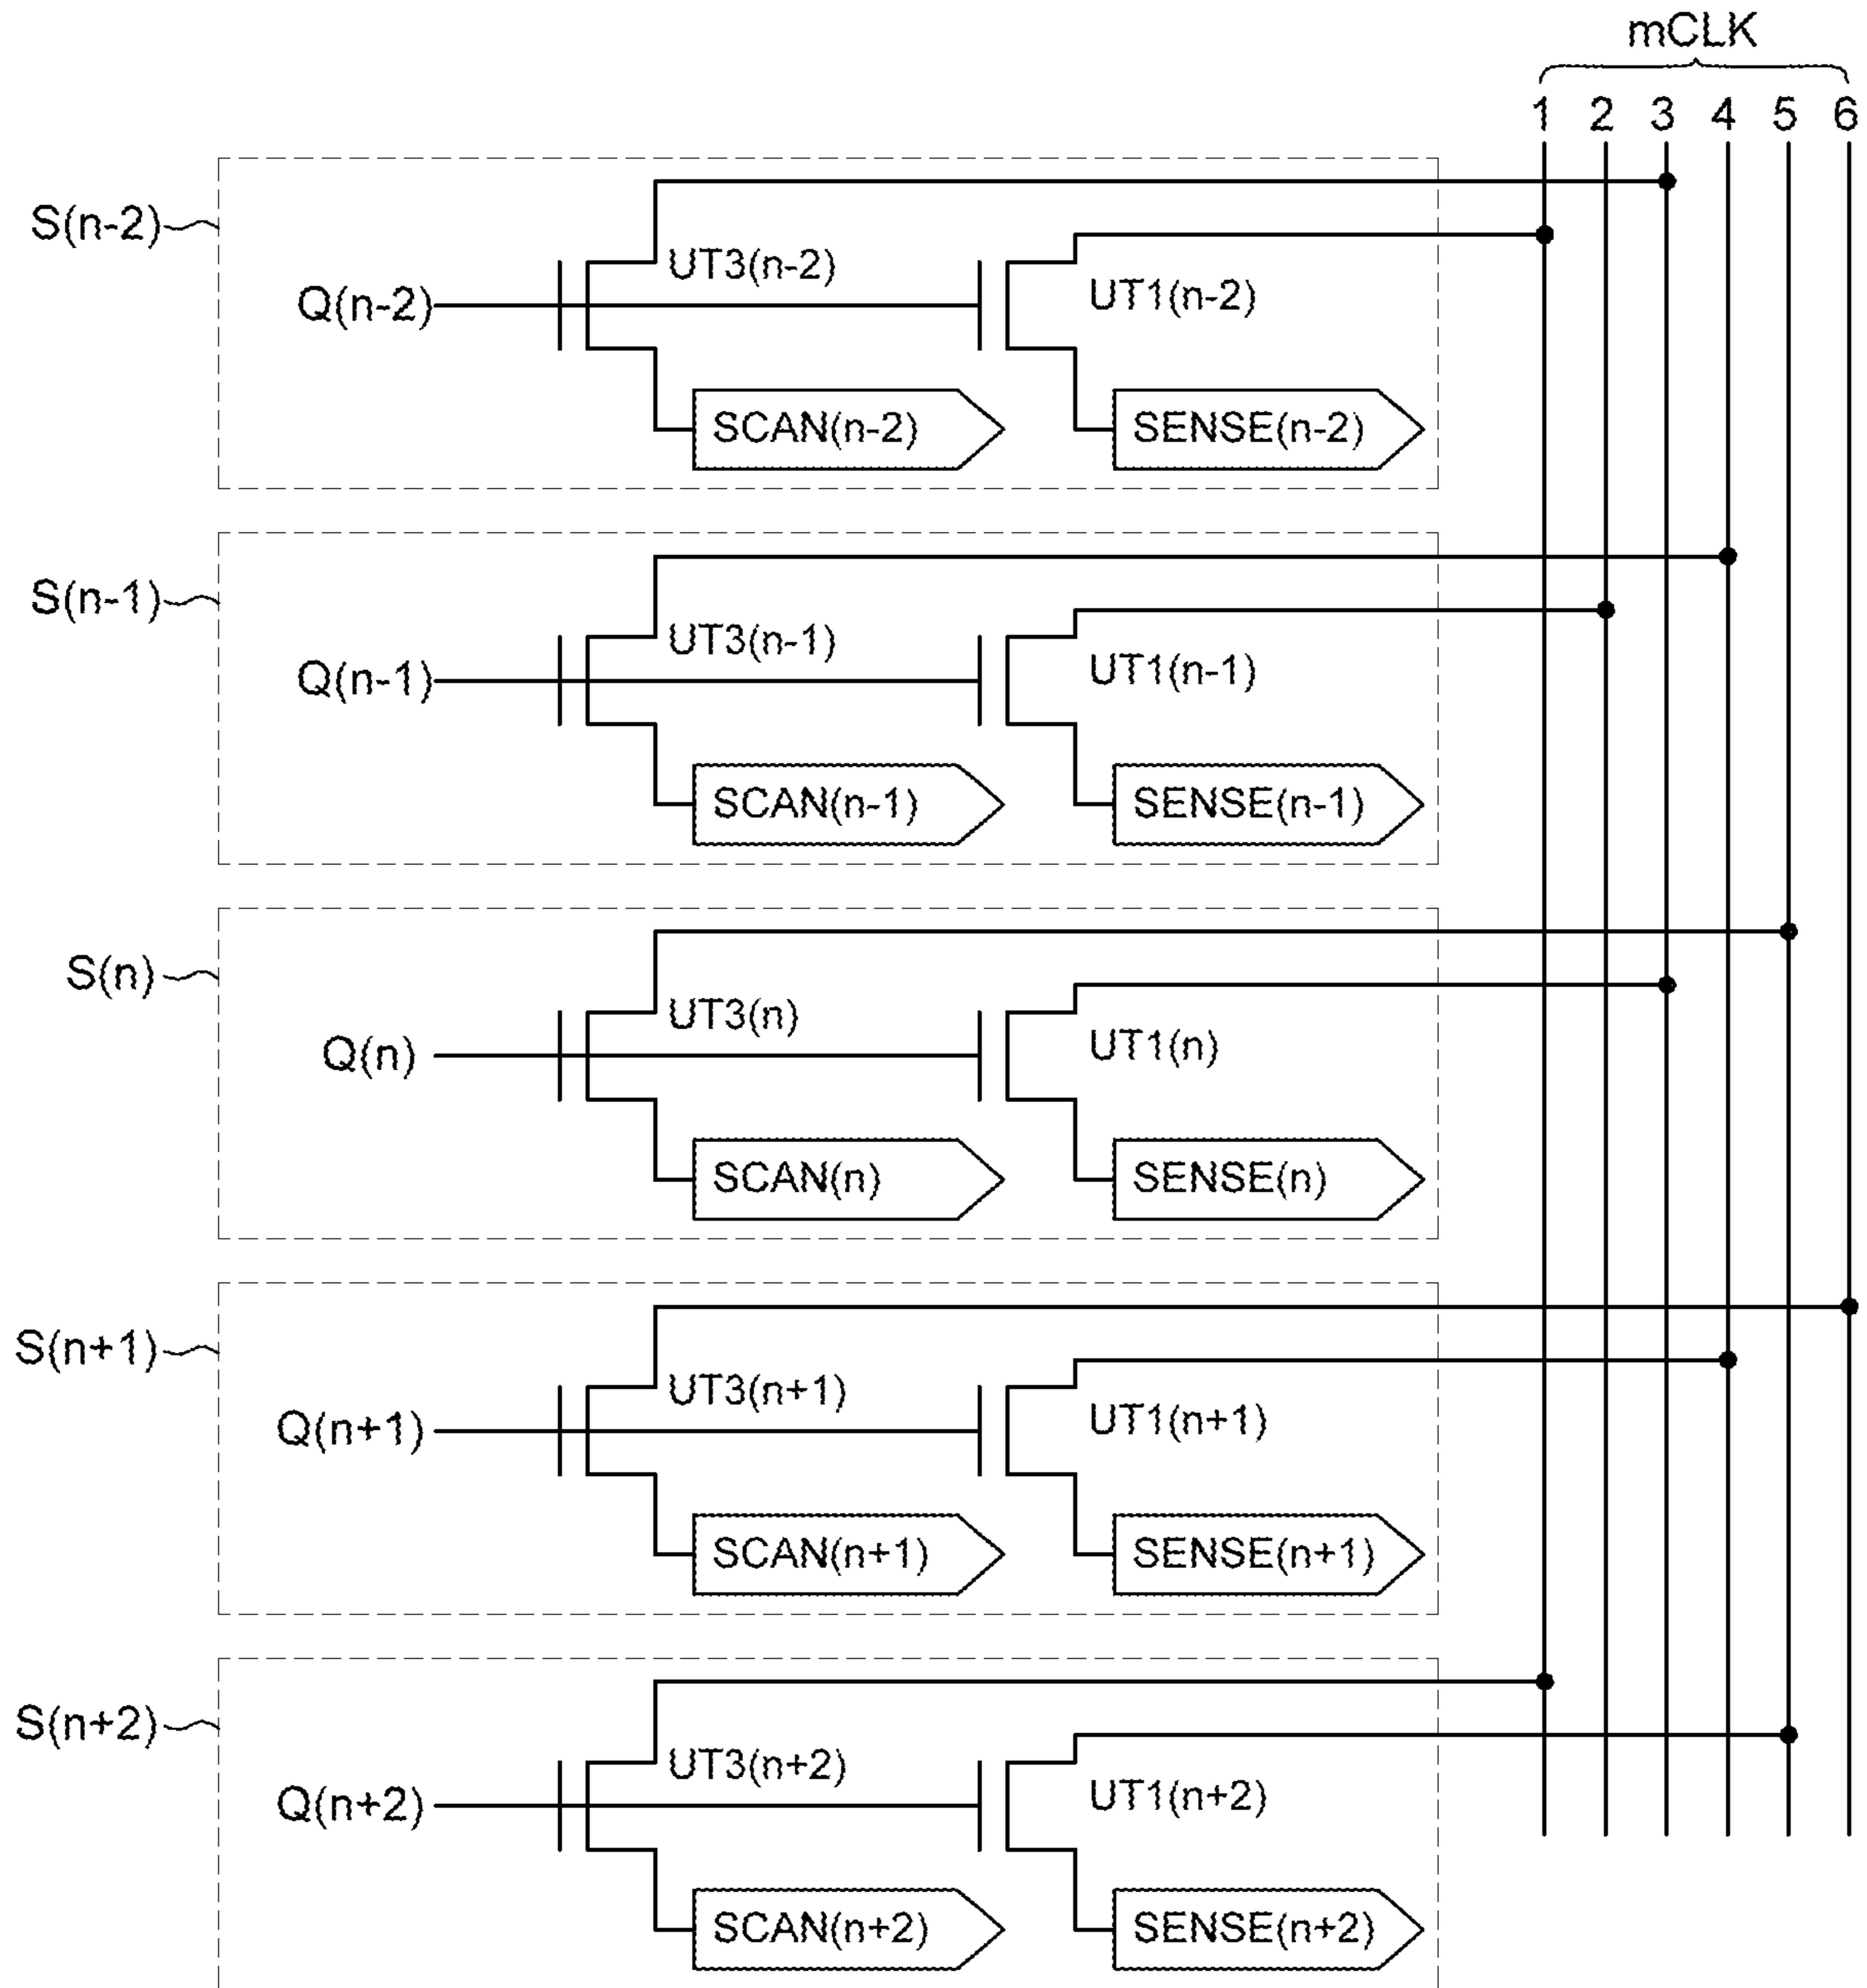 mCLK
1 2 3 4 5 6
S(n-2)
UT3(n-2)
Q(n-2)
UT1(n-2)
SCAN(n-2)
SENSE(n-2)
S(n-1)
UT3(n-1)
Q(n-1)
UT1(n-1)
SCAN(n-1)
SENSE(n-1)
S(n)
UT3(n)
Q(n)
UT1(n)
SCAN(n)
SENSE(n)
S(n+1)
UT3(n+1)
Q(n+1)
UT1(n+1)
SCAN(n+1)
SENSE(n+1)
S(n+2)
UT3(n+2)
Q(n+2)
UT1(n+2)
SCAN(n+2)
SENSE(n+2)